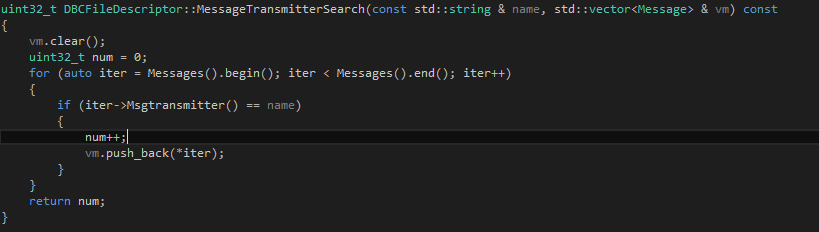 uint32_t DBCFileDescriptor::MessageTransmitterSearch(const std::string & name, std::vector<Message> & vm) const
{
    vm.clear();
    uint32_t num = 0;
    for (auto iter = Messages().begin(); iter < Messages().end(); iter++)
    {
        if (iter->Msgtransmitter() == name)
        {
            num++;
            vm.push_back(*iter);
        }
    }
    return num;
}